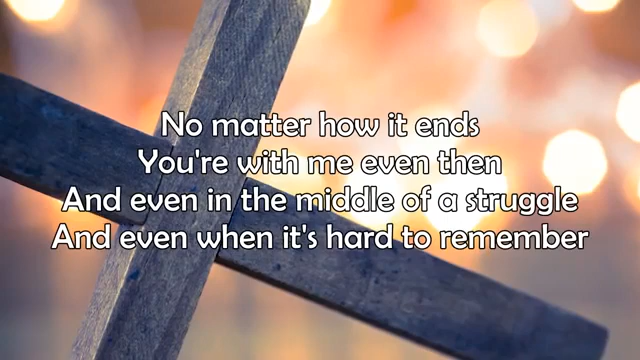 No matter how it ends
You're with me even then
And even in the middle of a struggle
And even when it's hard to remember